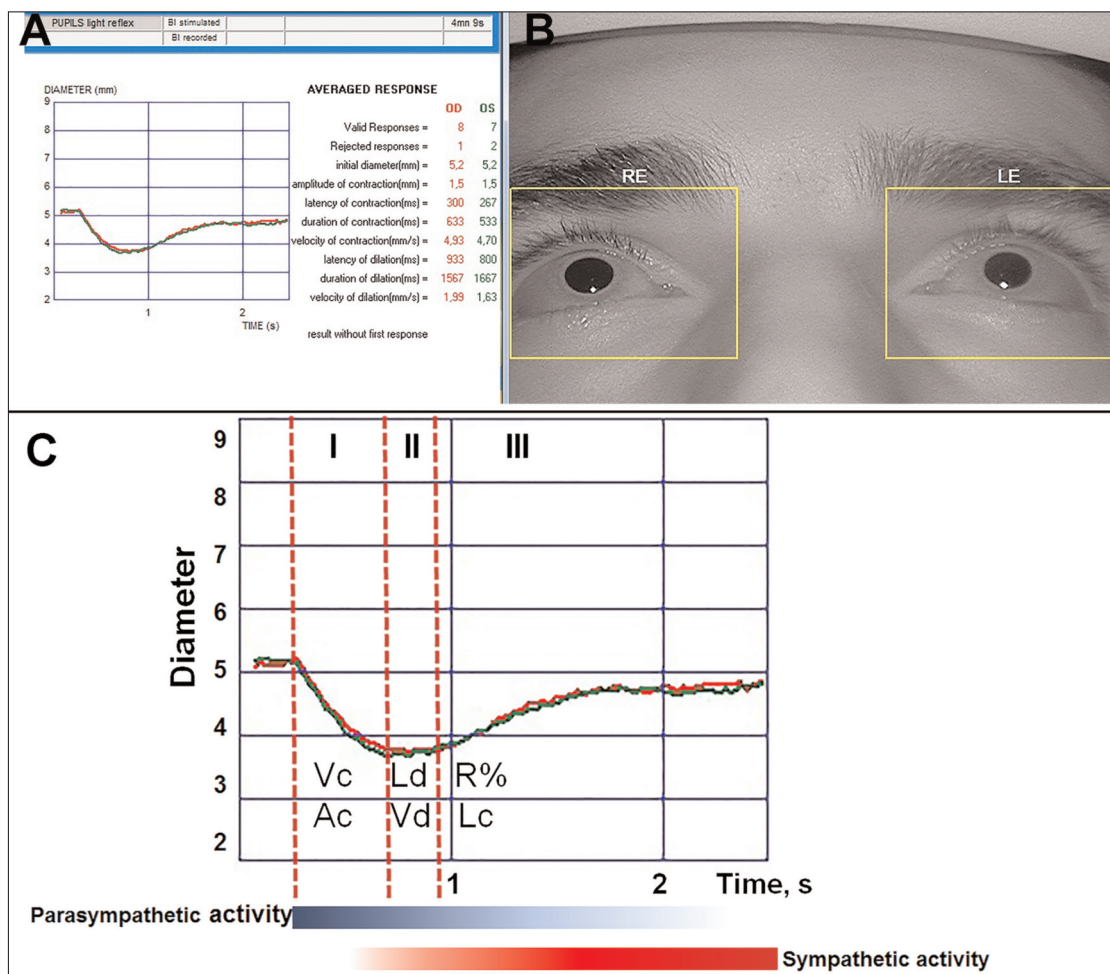 A
PUPILS light reflex BI stimulated 4mn 9s
BI recorded
DIAMETER (mm)
9
8
7
6
5
4
3
2
1 2
TIME (s)
AVERAGED RESPONSE
OD OS
Valid Responses = 8 7
Rejected responses = 1 2
initial diameter(mm) = 5,2 5,2
amplitude of contraction(mm) = 1,5 1,5
latency of contraction(ms) = 300 267
duration of contraction(ms) = 633 533
velocity of contraction(mm/s) = 4,93 4,70
latency of dilation(ms) = 933 800
duration of dilation(ms) = 1567 1667
velocity of dilation(mm/s) = 1,99 1,63
result without first response
B
RE LE
C
I II III
Diameter
9
8
7
6
5
4
3
2
Vc Ld R%
Ac Vd Lc
1 2 Time, s
Parasympathetic activity
Sympathetic activity